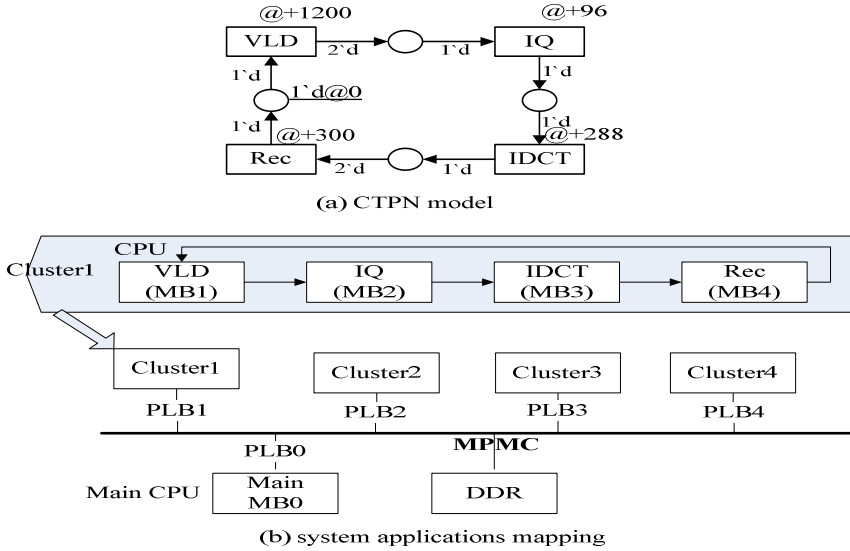 @+1200
@+96
VLD
IQ
2`d
1`d
1`d
1`d
1`d@0
1`d
1`d
@+300
@+288
Rec
IDCT
2`d
1`d
(a) CTPN model
CPU
Cluster1
VLD
(MB1)
IQ
(MB2)
IDCT
(MB3)
Rec
(MB4)
Cluster1
Cluster2
Cluster3
Cluster4
PLB1
PLB2
PLB3
PLB4
PLB0
MPMC
Main CPU
Main
MB0
DDR
(b) system applications mapping